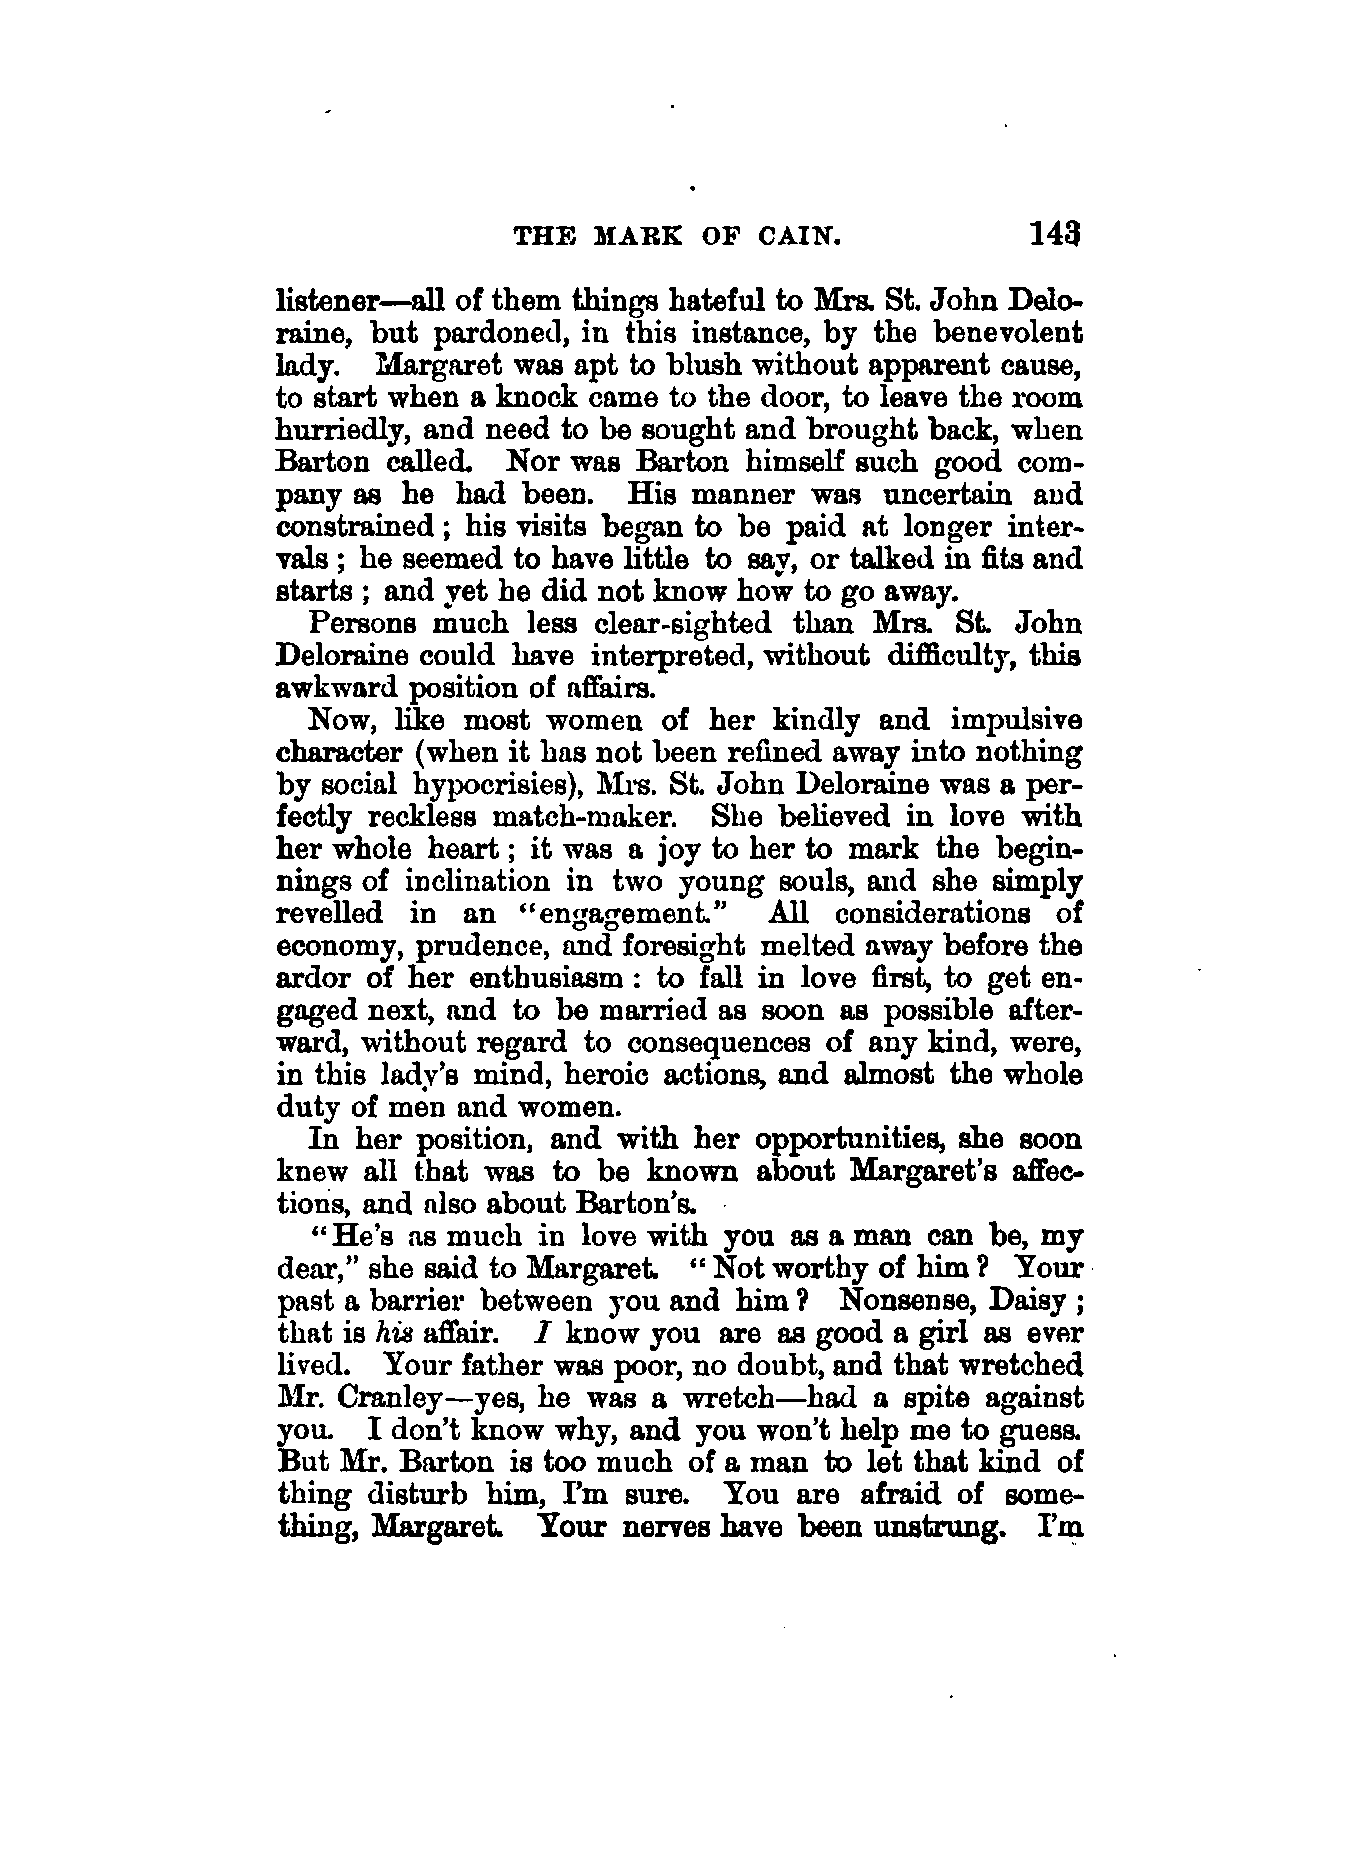 THE MARK OF CAIN. 143
listener—all of them things hateful to Mrs. St. John Delo-
raine, but pardoned, in this instance, by the benevolent
lady. Margaret was apt to blush without apparent cause,
to start when a knock came to the door, to leave the room
hurriedly, and need to be sought and brought back, when
Barton called. Nor was Barton himself such good com-
pany as he had been. His manner was uncertain and
constrained; his visits began to be paid at longer inter-
vals; he seemed to have little to say, or talked in fits and
starts; and yet he did not know how to go away.
Persons much less clear-sighted than Mrs. St. John
Deloraine could have interpreted, without difficulty, this
awkward position of affairs.
Now, like most women of her kindly and impulsive
character (when it has not been refined away into nothing
by social hypocrisies), Mrs. St. John Deloraine was a per-
fectly reckless match-maker. She believed in love with
her whole heart; it was a joy to her to mark the begin-
nings of inclination in two young souls, and she simply
revelled in an "engagement." All considerations of
economy, prudence, and foresight melted away before the
ardor of her enthusiasm: to fall in love first, to get en-
gaged next, and to be married as soon as possible after-
ward, without regard to consequences of any kind, were,
in this lady's mind, heroic actions, and almost the whole
duty of men and women.
In her position, and with her opportunities, she soon
knew all that was to be known about Margaret's affec-
tions, and also about Barton's.
"He's as much in love with you as a man can be, my
dear," she said to Margaret. "Not worthy of him? Your
past a barrier between you and him? Nonsense, Daisy;
that is his affair. I know you are as good a girl as ever
lived. Your father was poor, no doubt, and that wretched
Mr. Cranley—yes, he was a wretch—had a spite against
you. I don't know why, and you won't help me to guess.
But Mr. Barton is too much of a man to let that kind of
thing disturb him, I'm sure. You are afraid of some-
thing, Margaret. Your nerves have been unstrung. I'm